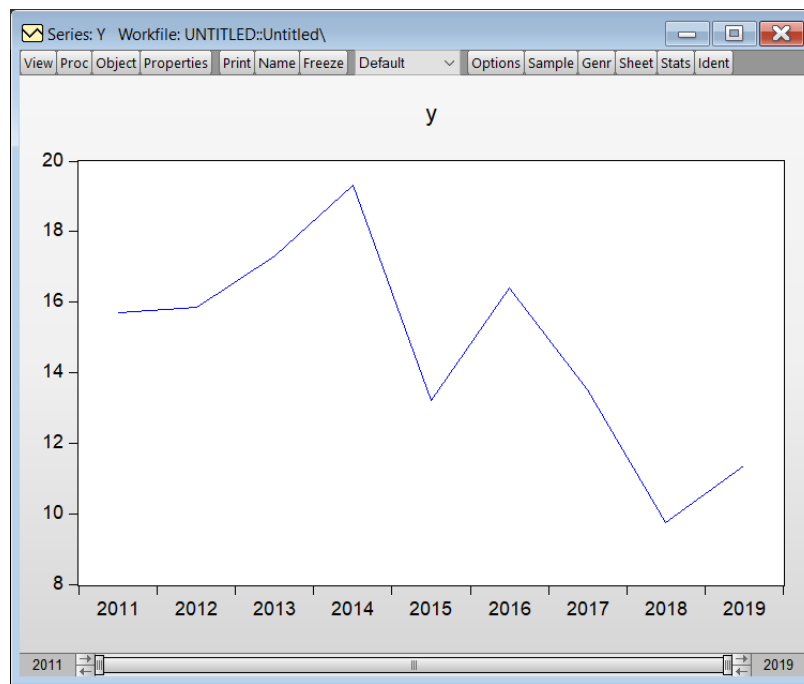 Series: Y Workfile: UNTITLED::Untitled\
View Proc Object Properties Print Name Freeze Default Options Sample Genr Sheet Stats Ident
y
20
18
16
14
12
10
8
2011 2012 2013 2014 2015 2016 2017 2018 2019
2011 2019